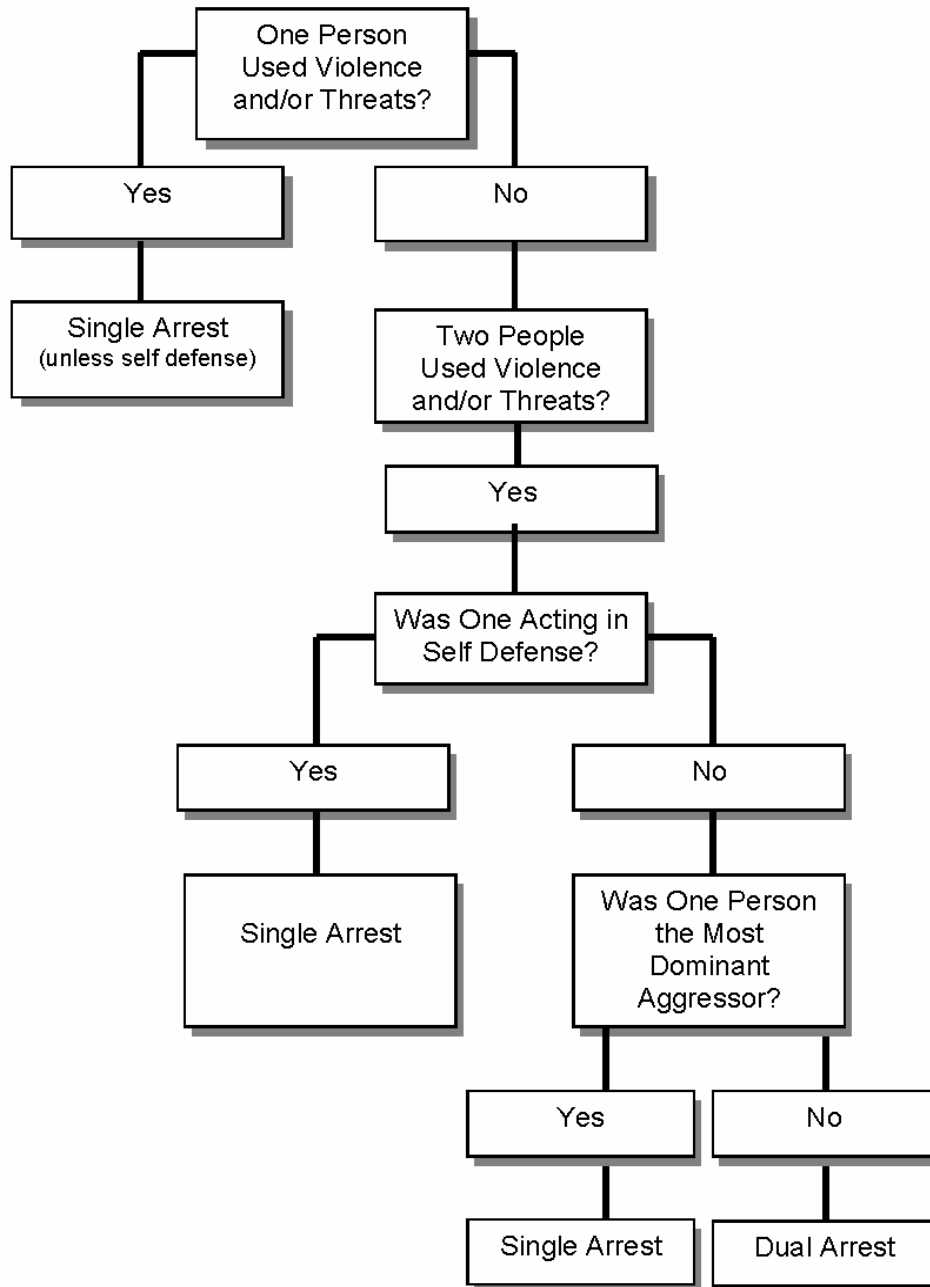 One Person
Used Violence
and/or Threats?
Yes
No
Single Arrest
(unless self defense)
Two People
Used Violence
and/or Threats?
Yes
Was One Acting in
Self Defense?
Yes
No
Single Arrest
Was One Person
the Most
Dominant
Aggressor?
Yes
No
Single Arrest
Dual Arrest